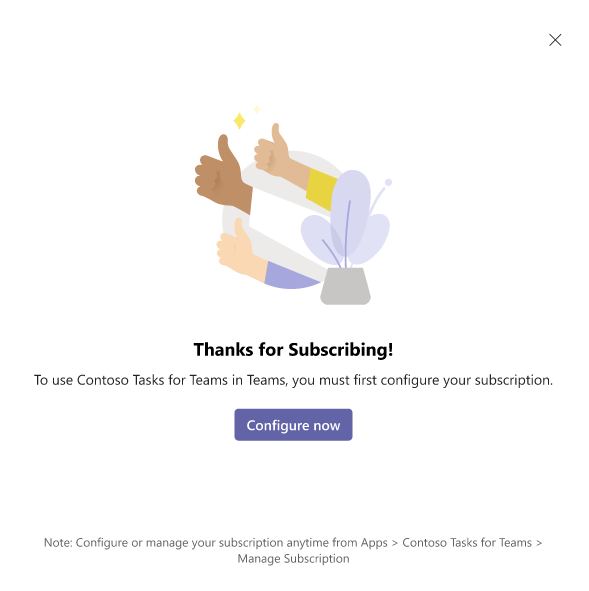 Thanks for Subscribing!
To use Contoso Tasks for Teams in Teams, you must first configure your subscription.
Configure now
Note: Configure or manage your subscription anytime from Apps > Contoso Tasks for Teams >
Manage Subscription